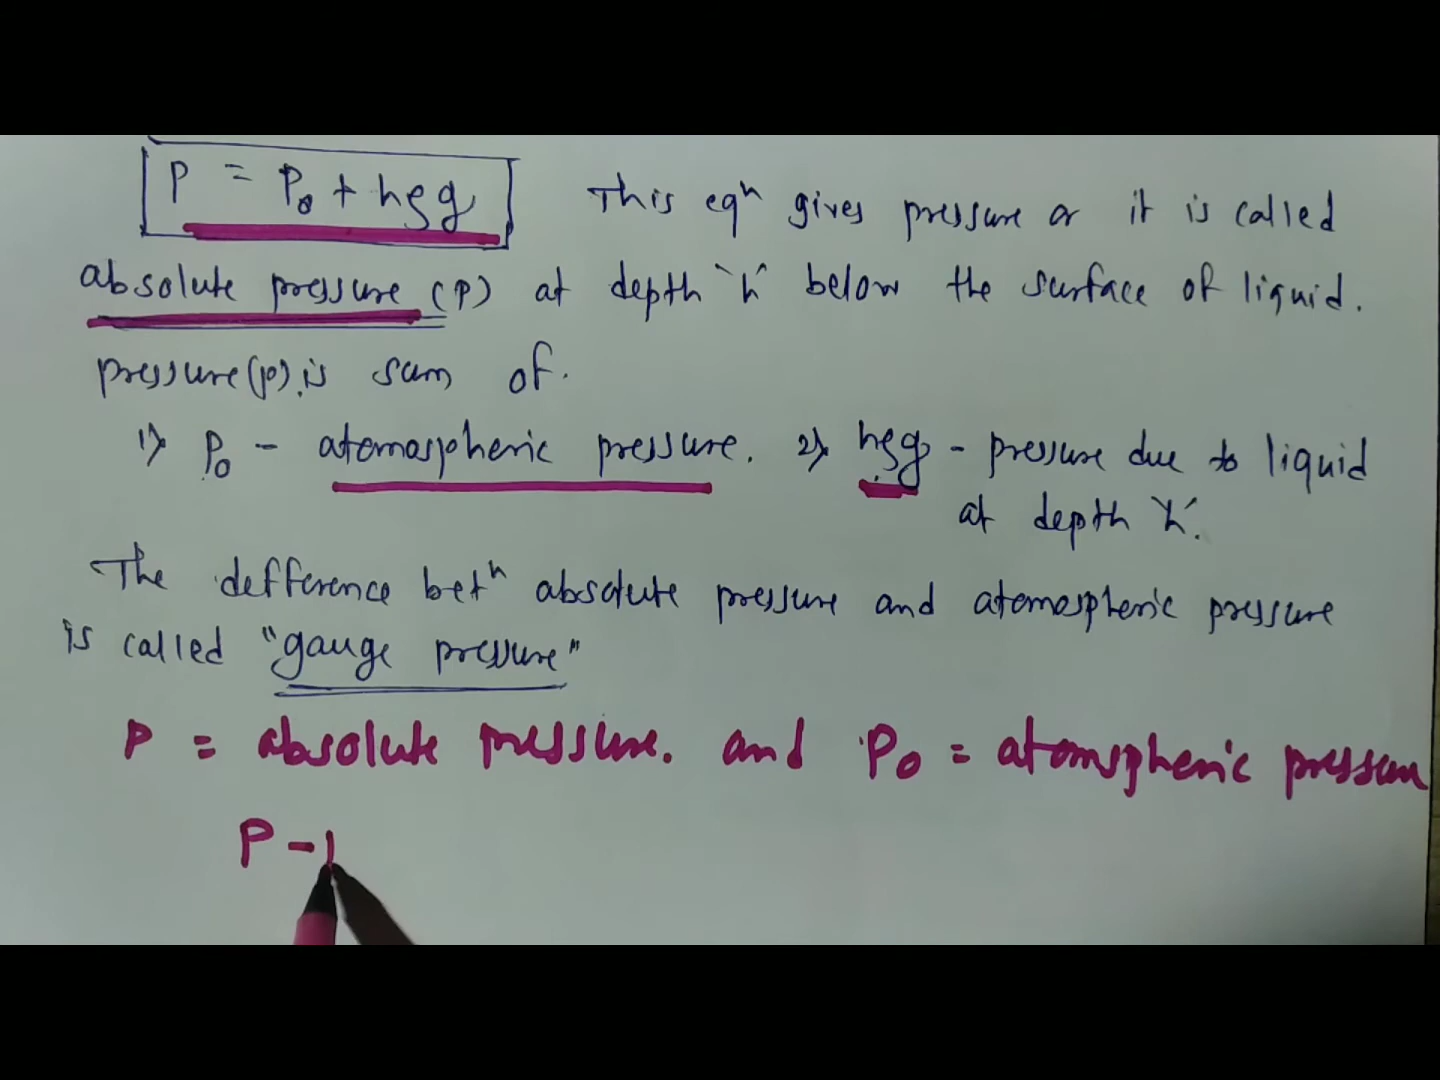 P = P₀ + hρg This eqⁿ gives pressure or it is called
absolute pressure (P) at depth `h' below the surface of liquid.
pressure (p) is sum of.
1) P₀ - atomospheric pressure. 2) hρg - pressure due to liquid
at depth `h'.
The defference betⁿ absolute pressure and atomospheric pressure
is called "gauge pressure"
P = absolute pressure. and P₀ = atomspheric pressure
P -